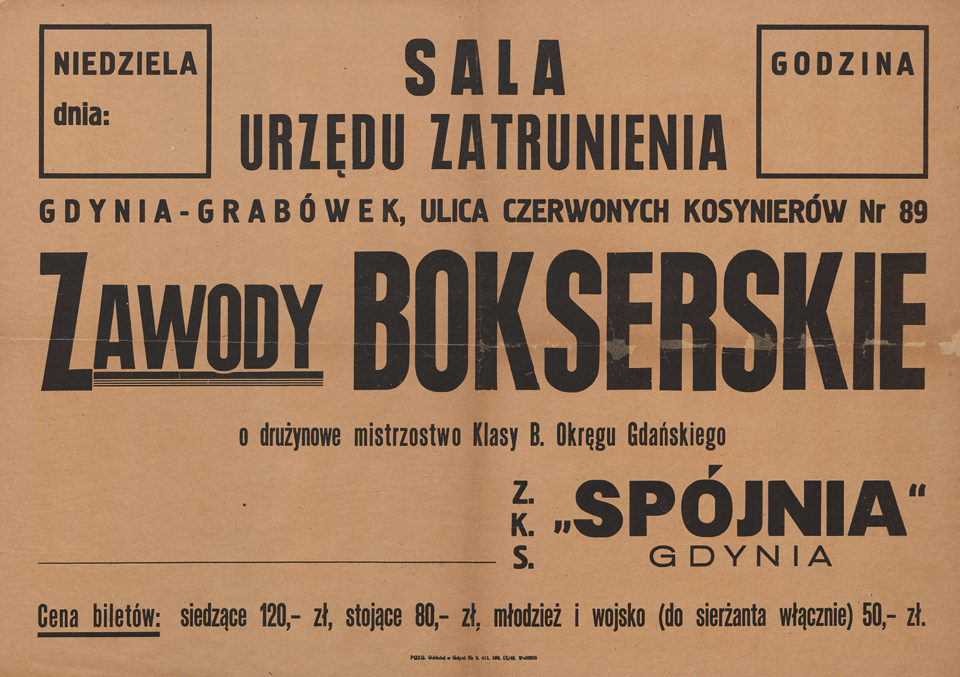 NIEDZIELA
dnia:
SALA
URZĘDU ZATRUNIENIA
GODZINA
GDYNIA-GRABÓWEK, ULICA CZERWONYCH KOSYNIERÓW Nr 89
ZAWODY BOKSERSKIE
o drużynowe mistrzostwo Klasy B. Okręgu Gdańskiego
Z.
K.
S.
„SPÓJNIA“
GDYNIA
Cena biletów: siedzące 120,- zł, stojące 80,- zł, młodzież i wojsko (do sierżanta włącznie) 50,- zł.